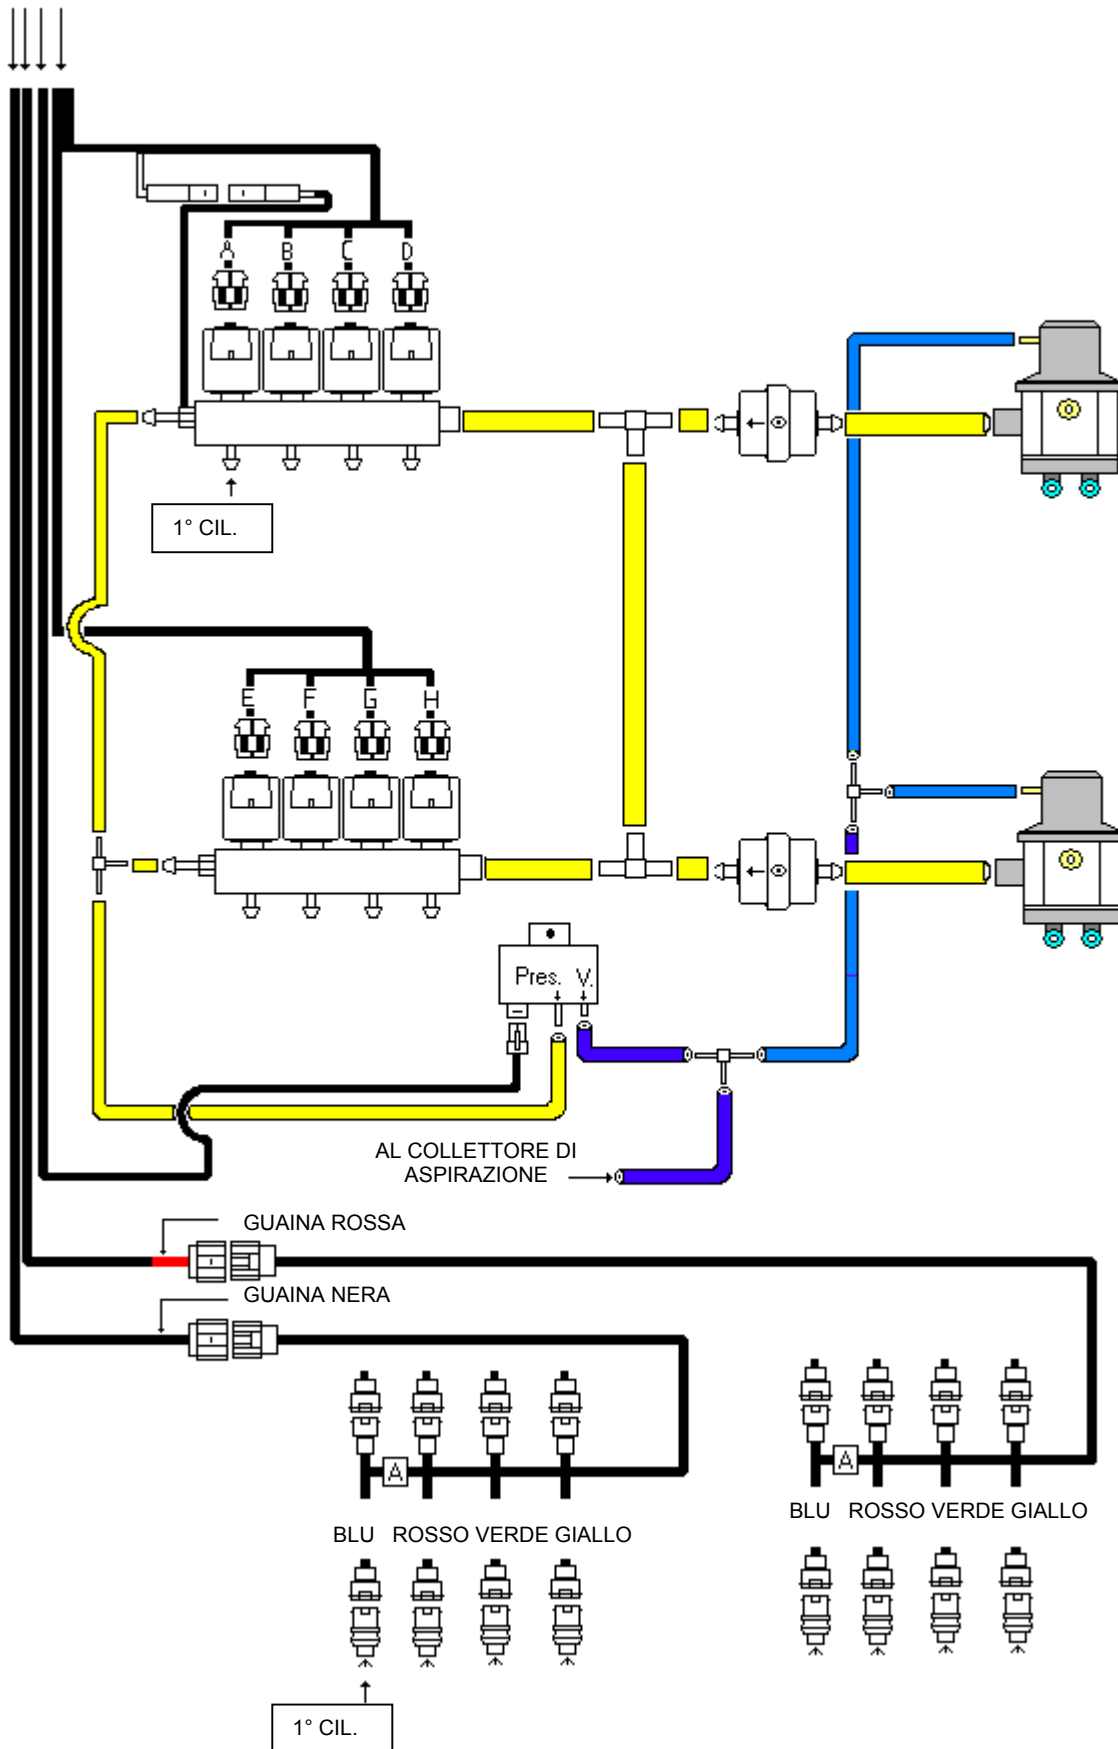 A B C D
1° CIL.
E F G H
Pres. V.
AL COLLETTORE DI
ASPIRAZIONE
GUAINA ROSSA
GUAINA NERA
A
A
BLU ROSSO VERDE GIALLO
BLU ROSSO VERDE GIALLO
1° CIL.